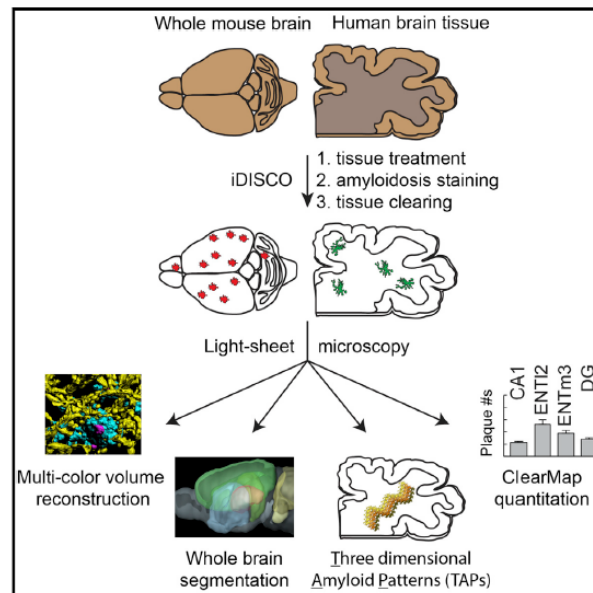 Whole mouse brain
Human brain tissue
iDISCO
1. tissue treatment
2. amyloidosis staining
3. tissue clearing
Light-sheet microscopy
Multi-color volume
reconstruction
Whole brain
segmentation
Three dimensional
Amyloid Patterns (TAPs)
Plaque #s
CA1
ENTl2
ENTm3
DG
ClearMap
quantitation